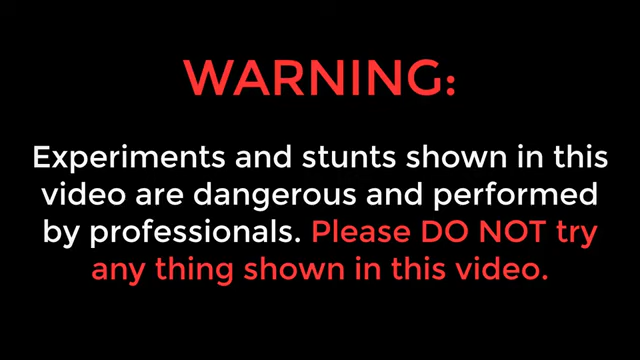 WARNING:
Experiments and stunts shown in this
video are dangerous and performed
by professionals. Please DO NOT try
any thing shown in this video.